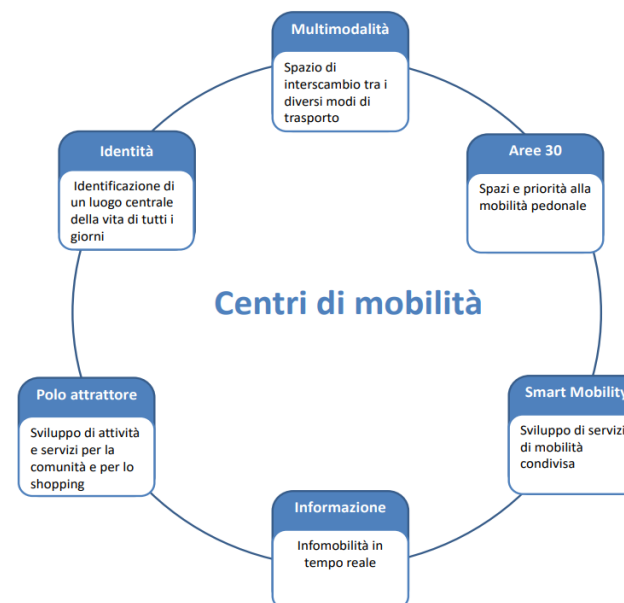 Multimodalità
Spazio di
interscambio tra i
diversi modi di
trasporto
Identità
Identificazione di
un luogo centrale
della vita di tutti i
giorni
Aree 30
Spazi e priorità alla
mobilità pedonale
Centri di mobilità
Polo attrattore
Sviluppo di attività
e servizi per la
comunità e per lo
shopping
Smart Mobility
Sviluppo di servizi
di mobilità
condivisa
Informazione
Infomobilità in
tempo reale